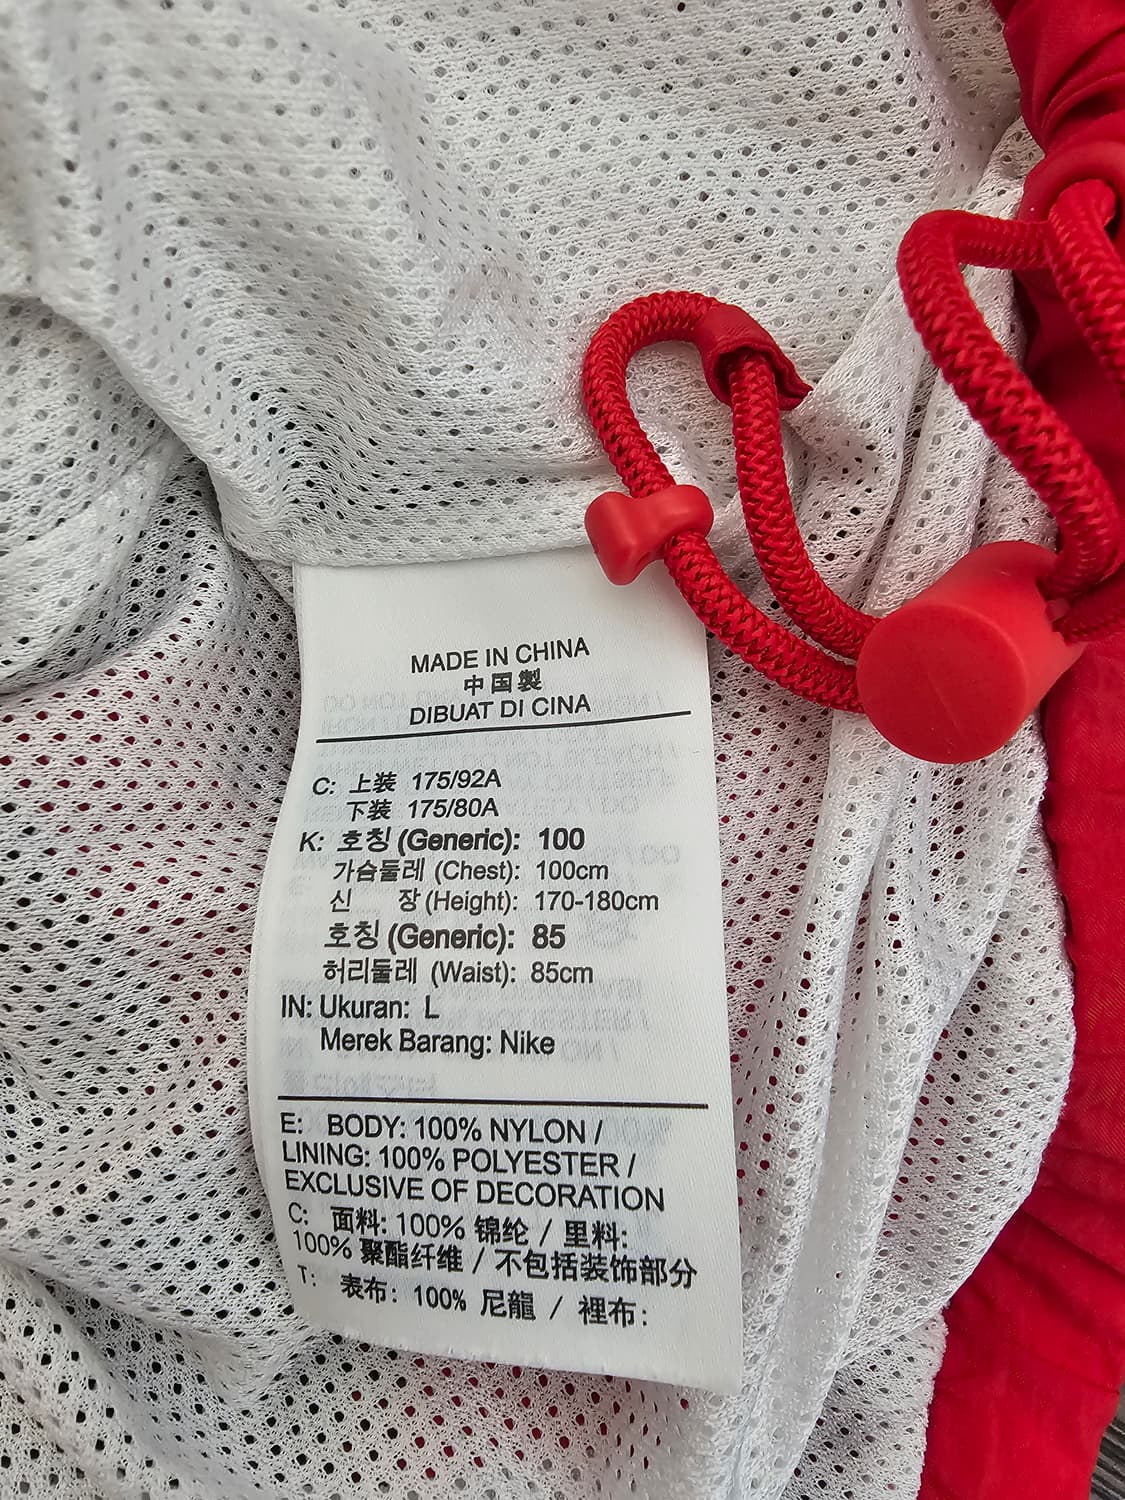 MADE IN CHINA
中国製
DIBUAT DI CINA
C: 上装 175/92A
下装 175/80A
K: 호칭 (Generic): 100
가슴둘레 (Chest): 100cm
신 장 (Height): 170-180cm
호칭 (Generic): 85
허리둘레 (Waist): 85cm
IN: Ukuran: L
Merek Barang: Nike
E: BODY: 100% NYLON /
LINING: 100% POLYESTER /
EXCLUSIVE OF DECORATION
C: 面料: 100% 锦纶 / 里料:
100% 聚酯纤维 / 不包括装饰部分
T: 表布: 100% 尼龍 / 裡布: